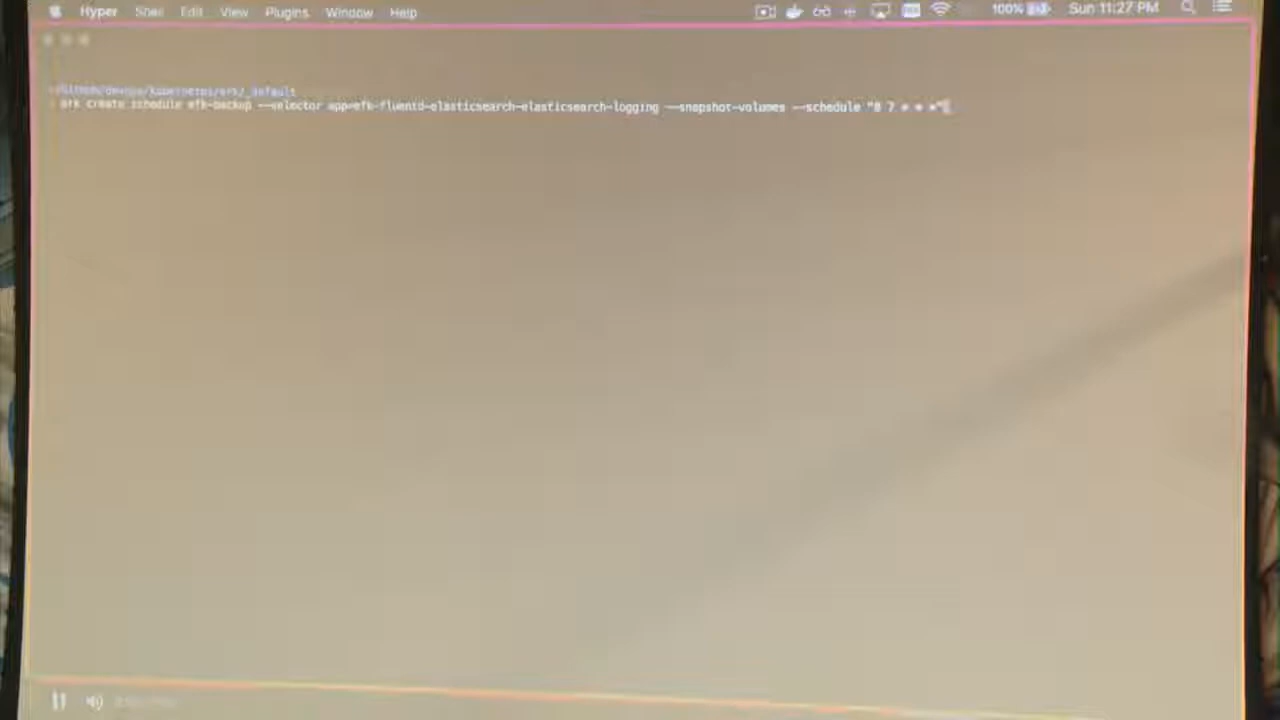 Hyper Shell Edit View Plugins Window Help 100% Sun 11:27 PM
ark create schedule efk-backup --selector app=efk-fluentd-elasticsearch-elasticsearch-logging --snapshot-volumes --schedule "0 7 * * *"